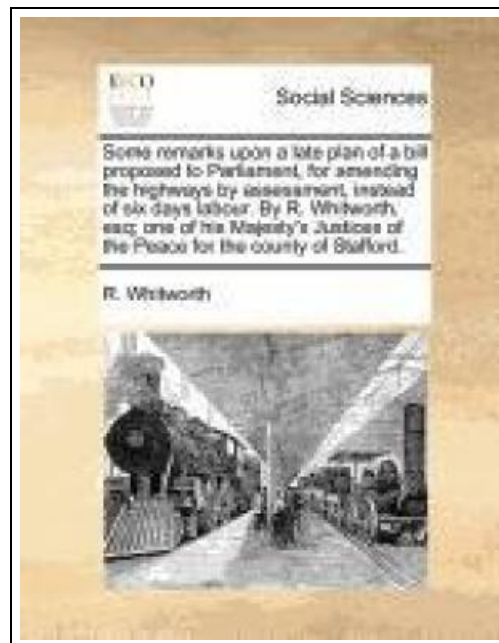 ECCO
Social Sciences
Some remarks upon a late plan of a bill
proposed to Parliament, for amending
the highways by assessment, instead
of six days labour. By R. Whitworth,
esq; one of his Majesty's Justices of
the Peace for the county of Stafford.
R. Whitworth